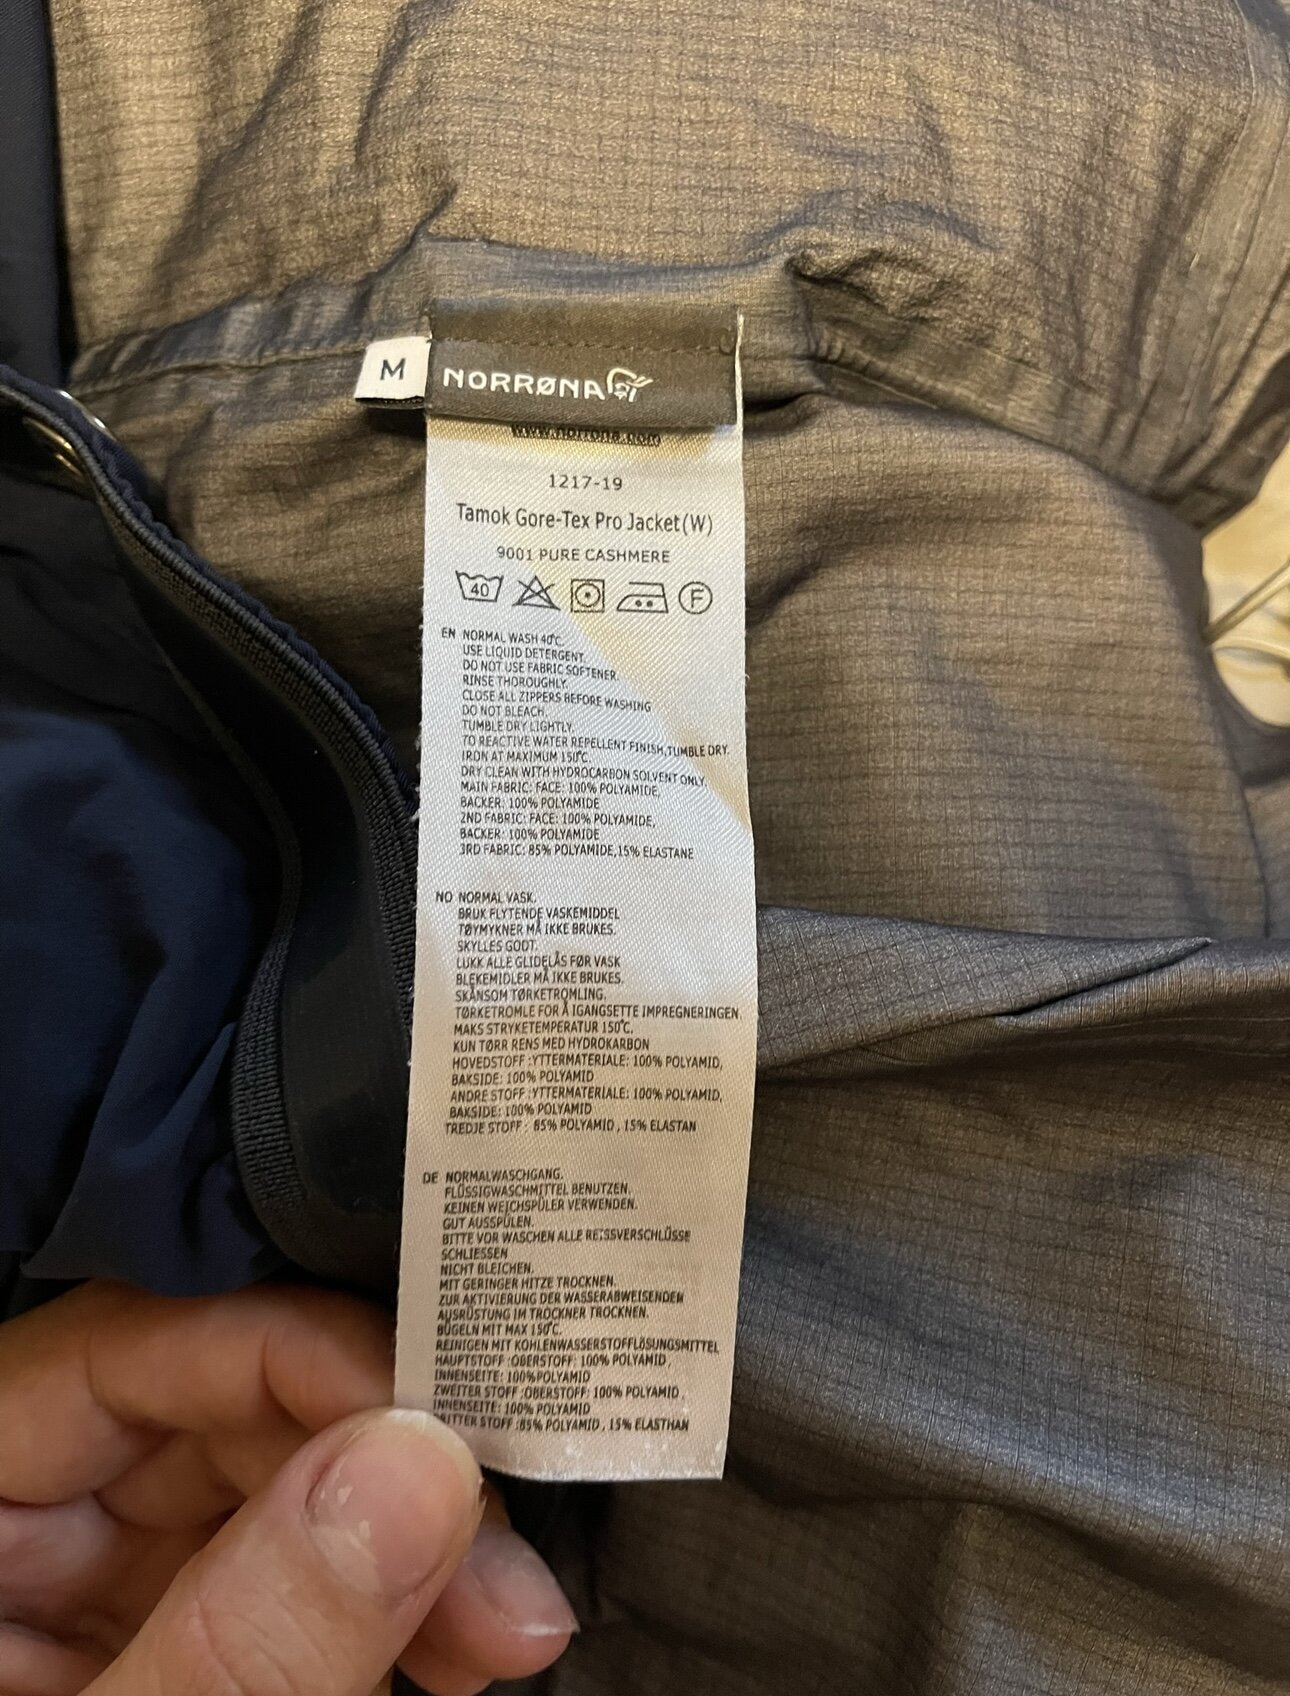 M
NORRØNA
www.norrona.com
1217-19
Tamok Gore-Tex Pro Jacket(W)
9001 PURE CASHMERE
40
F
EN NORMAL WASH 40°C.
USE LIQUID DETERGENT.
DO NOT USE FABRIC SOFTENER.
RINSE THOROUGHLY.
CLOSE ALL ZIPPERS BEFORE WASHING
DO NOT BLEACH.
TUMBLE DRY LIGHTLY.
TO REACTIVE WATER REPELLENT FINISH,TUMBLE DRY.
IRON AT MAXIMUM 150°C.
DRY CLEAN WITH HYDROCARBON SOLVENT ONLY.
MAIN FABRIC: FACE: 100% POLYAMIDE,
BACKER: 100% POLYAMIDE
2ND FABRIC: FACE: 100% POLYAMIDE,
BACKER: 100% POLYAMIDE
3RD FABRIC: 85% POLYAMIDE,15% ELASTANE
NO NORMAL VASK.
BRUK FLYTENDE VASKEMIDDEL
TØYMYKNER MÅ IKKE BRUKES.
SKYLLES GODT.
LUKK ALLE GLIDELÅS FØR VASK
BLEKEMIDLER MÅ IKKE BRUKES.
SKÅNSOM TØRKETROMLING.
TØRKETROMLE FOR Å IGANGSETTE IMPREGNERINGEN.
MAKS STRYKETEMPERATUR 150°C.
KUN TØRR RENS MED HYDROKARBON
HOVEDSTOFF :YTTERMATERIALE: 100% POLYAMID,
BAKSIDE: 100% POLYAMID
ANDRE STOFF :YTTERMATERIALE: 100% POLYAMID,
BAKSIDE: 100% POLYAMID
TREDJE STOFF : 85% POLYAMID , 15% ELASTAN
DE NORMALWASCHGANG.
FLÜSSIGWASCHMITTEL BENUTZEN.
KEINEN WEICHSPÜLER VERWENDEN.
GUT AUSSPÜLEN.
BITTE VOR WASCHEN ALLE REISSVERSCHLÜSSE
SCHLIESSEN
NICHT BLEICHEN.
MIT GERINGER HITZE TROCKNEN.
ZUR AKTIVIERUNG DER WASSERABWEISENDEN
AUSRÜSTUNG IM TROCKNER TROCKNEN.
BÜGELN MIT MAX 150°C.
REINIGEN MIT KOHLENWASSERSTOFFLÖSUNGSMITTEL
HAUPTSTOFF :OBERSTOFF: 100% POLYAMID,
INNENSEITE: 100%POLYAMID
ZWEITER STOFF :OBERSTOFF: 100% POLYAMID,
INNENSEITE: 100% POLYAMID
DRITTER STOFF :85% POLYAMID , 15% ELASTHAN